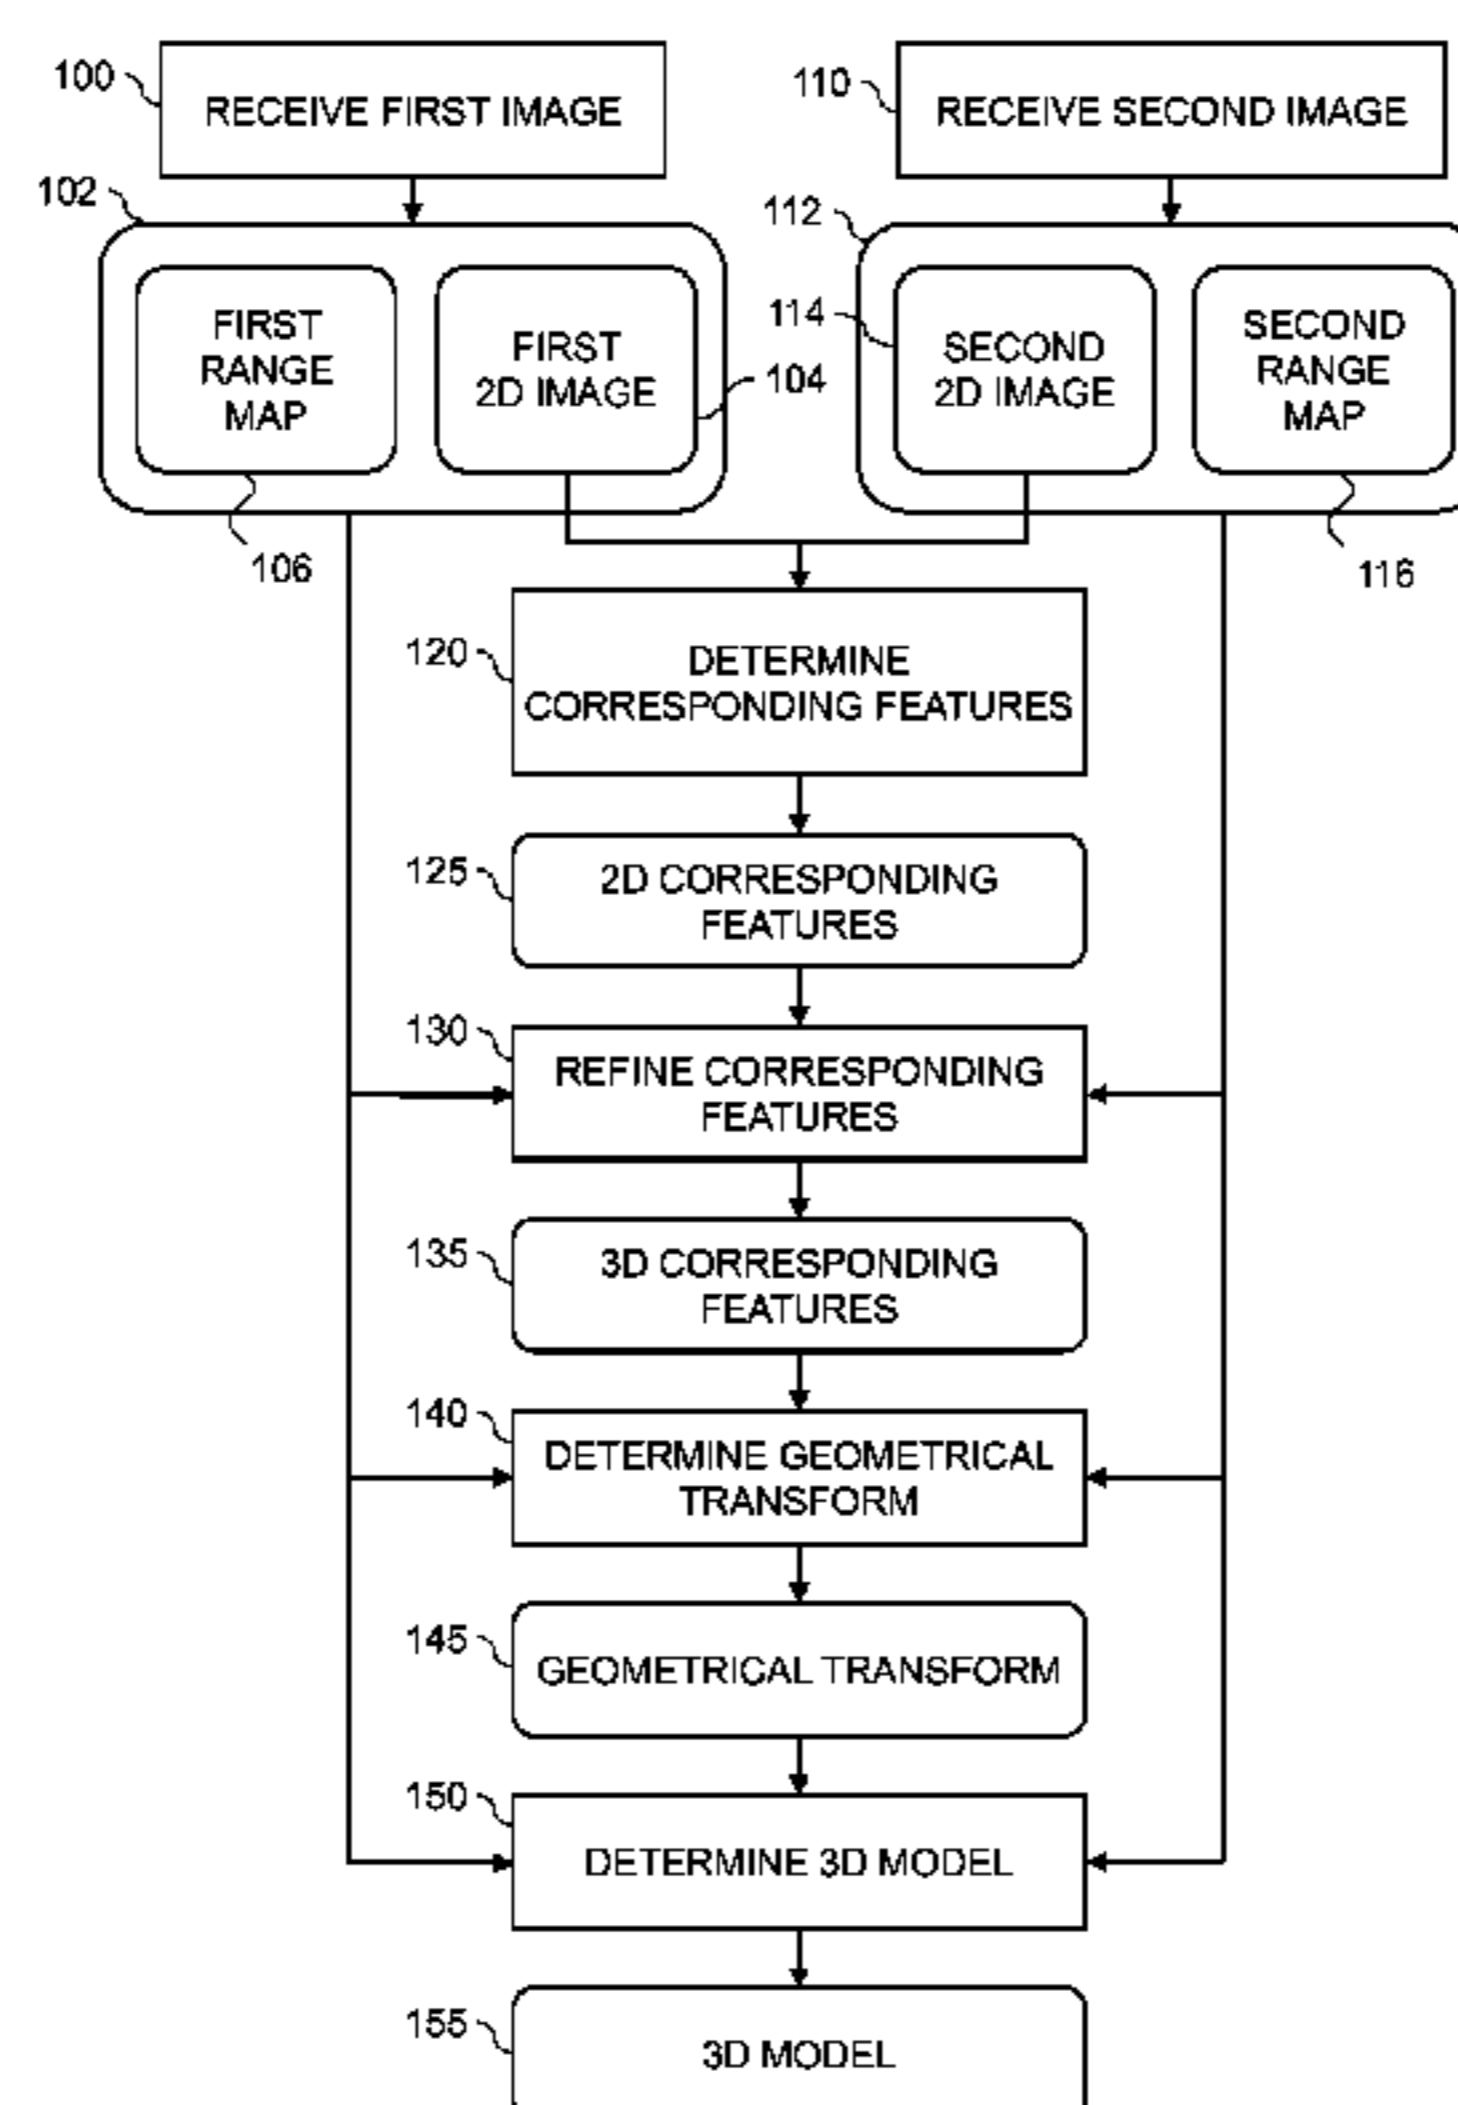 100
RECEIVE FIRST IMAGE
110
RECEIVE SECOND IMAGE
102
FIRST
RANGE
MAP
FIRST
2D IMAGE
104
106
112
114
SECOND
2D IMAGE
SECOND
RANGE
MAP
116
120
DETERMINE
CORRESPONDING FEATURES
125
2D CORRESPONDING
FEATURES
130
REFINE CORRESPONDING
FEATURES
135
3D CORRESPONDING
FEATURES
140
DETERMINE GEOMETRICAL
TRANSFORM
145
GEOMETRICAL TRANSFORM
150
DETERMINE 3D MODEL
155
3D MODEL